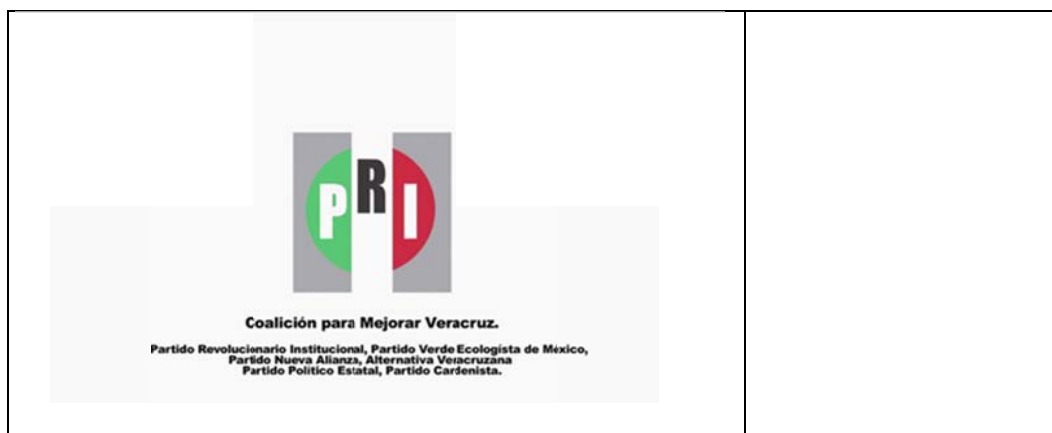 PRI
Coalición para Mejorar Veracruz.
Partido Revolucionario Institucional, Partido Verde Ecologísta de México,
Partido Nueva Alianza, Alternativa Veracruzana
Partido Político Estatal, Partido Cardenista.